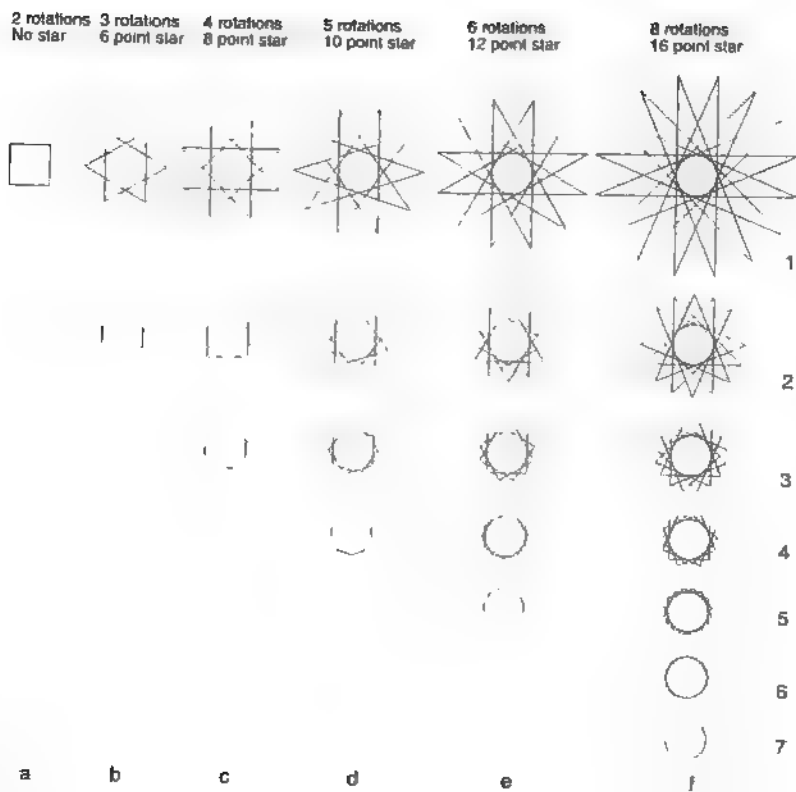 2 rotations
No star
3 rotations
6 point star
4 rotations
8 point star
5 rotations
10 point star
6 rotations
12 point star
8 rotations
16 point star
1
2
3
4
5
6
7
a
b
c
d
e
f